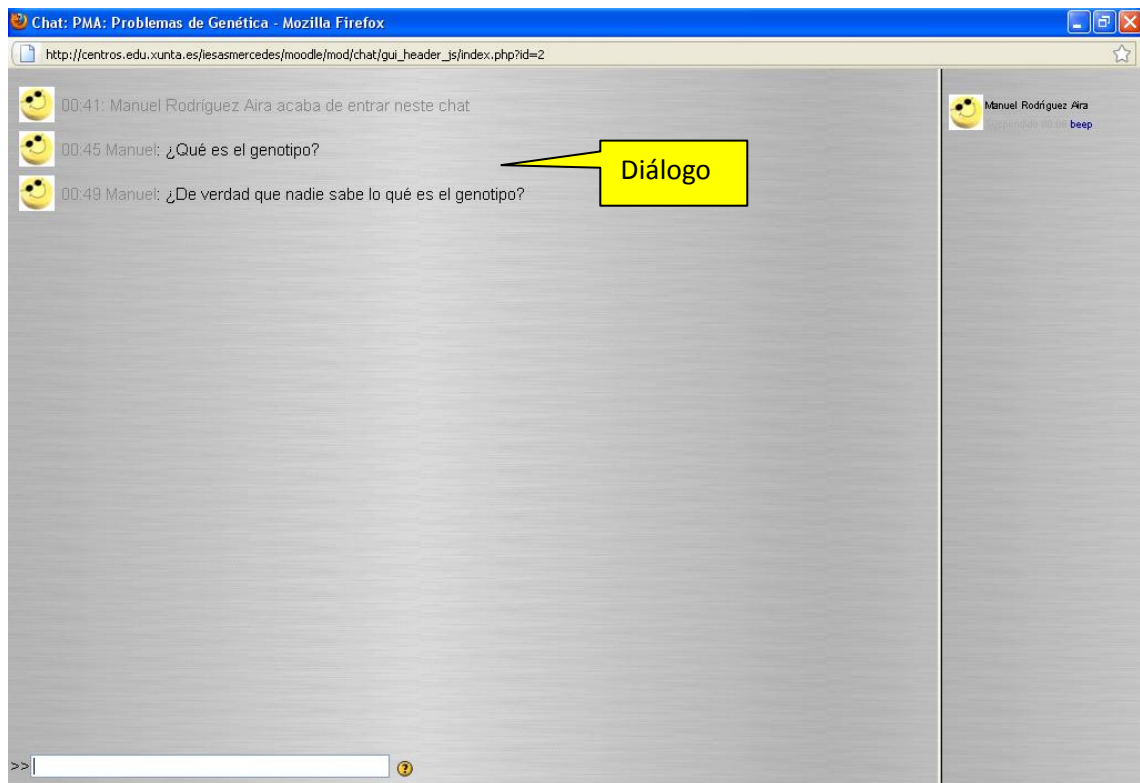 Chat: PMA: Problemas de Genética - Mozilla Firefox
http://centros.edu.xunta.es/iesasmercedes/moodle/mod/chat/gui_header_js/index.php?id=2
00:41: Manuel Rodríguez Aira acaba de entrar neste chat
00:45 Manuel: ¿Qué es el genotipo?
00:49 Manuel: ¿De verdad que nadie sabe lo qué es el genotipo?
Diálogo
Manuel Rodríguez Aira
beep
>>
?